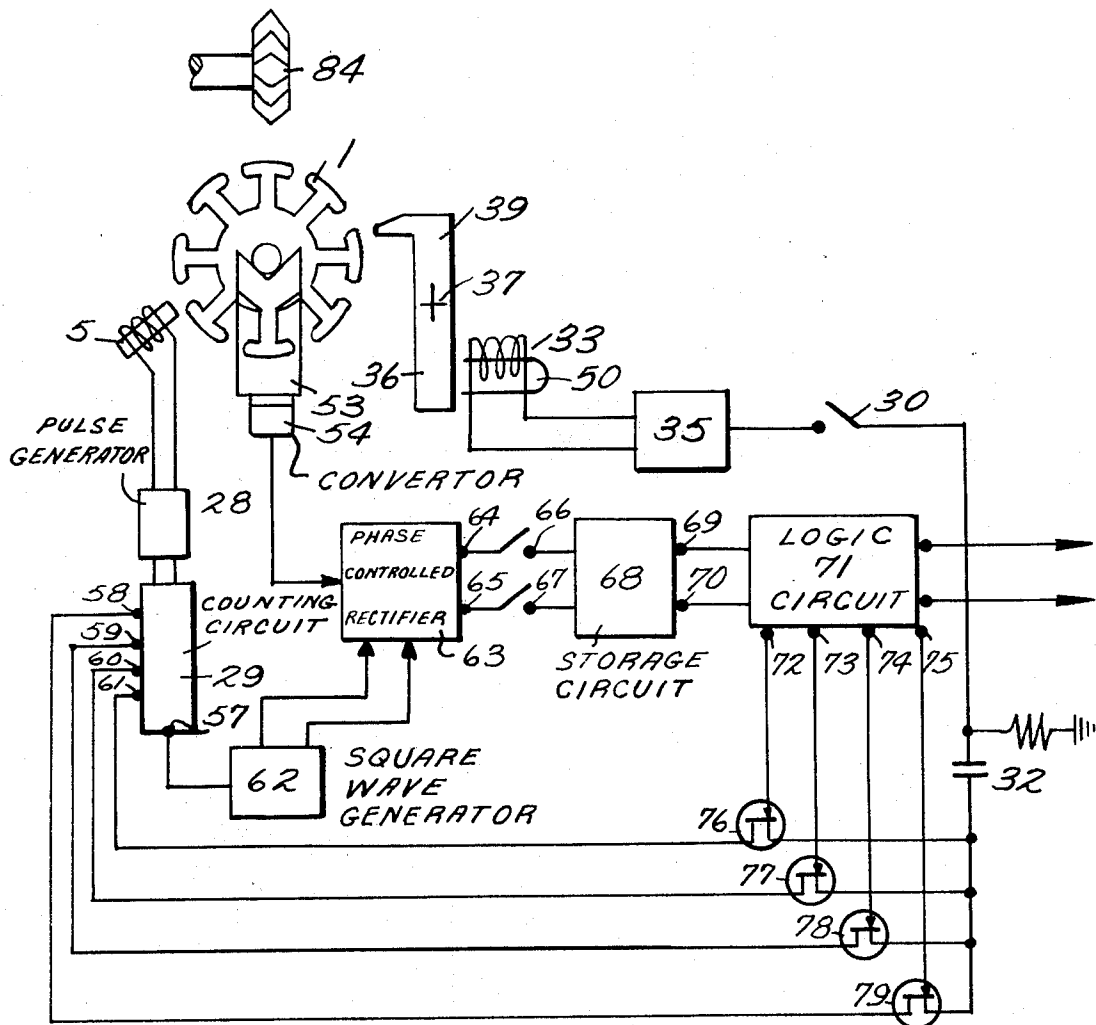 84
1
39
37
5
36
33
50
53
54
35
30
PULSE
GENERATOR
CONVERTOR
28
PHASE
CONTROLLED
RECTIFIER
63
64
65
66
67
68
STORAGE
CIRCUIT
69
70
LOGIC
71
CIRCUIT
72
73
74
75
58
59
60
61
COUNTING
CIRCUIT
29
57
62
SQUARE
WAVE
GENERATOR
32
76
77
78
79